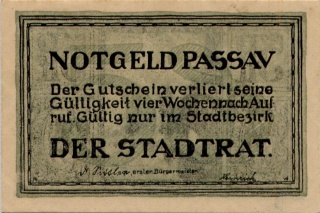 NOTGELD PASSAV
Der Gutschein verliert seine
Gültigkeit vier Wochen nach Auf
ruf. Gültig nur im Stadtbezirk
DER STADTRAT.
erster Bürgermeister